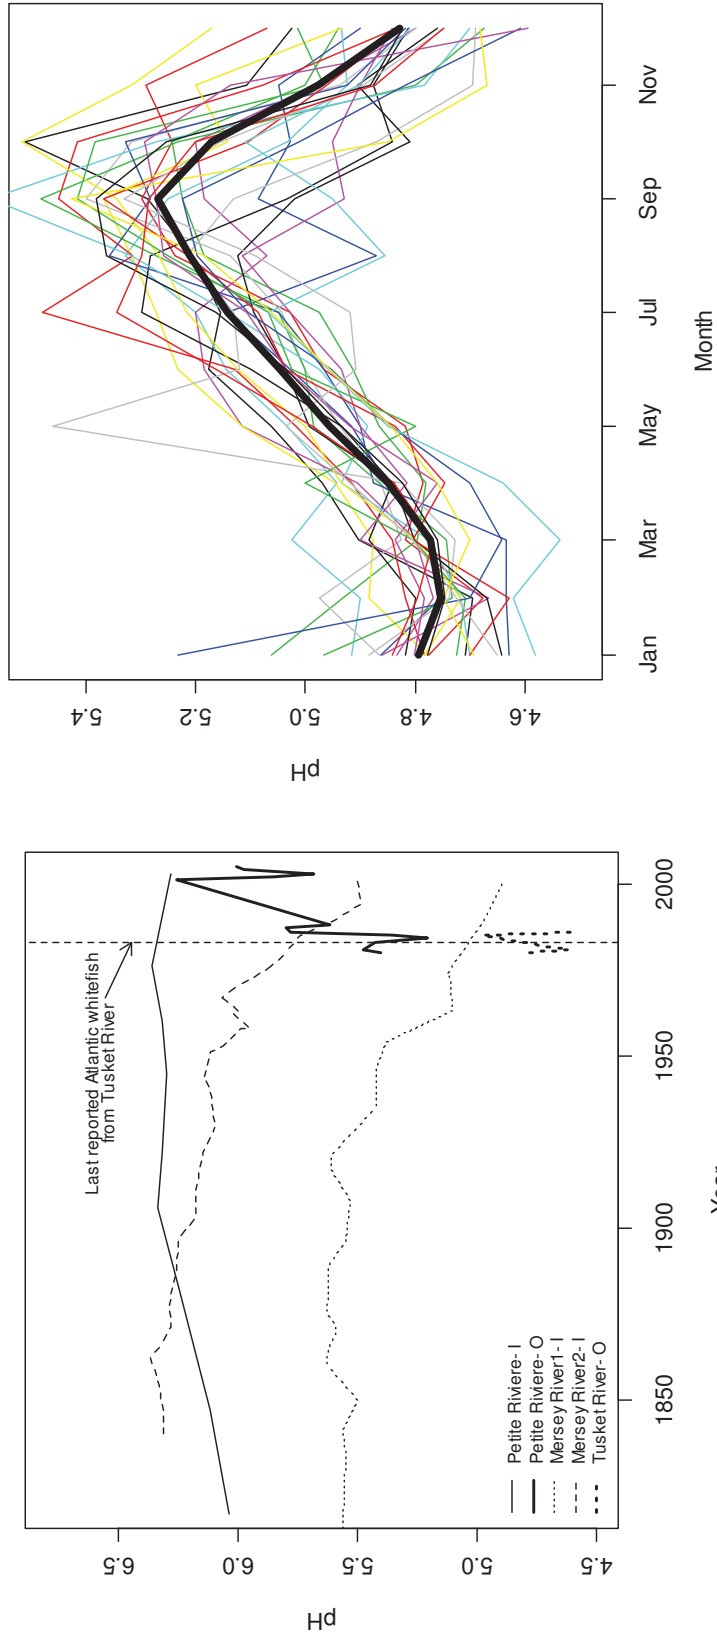 pH
6.5
6.0
5.5
5.0
4.5
Last reported Atlantic whitefish
from Tusket River
Petite Riviere- I
Petite Riviere- O
Mersey River1- I
Mersey River2- I
Tusket River- O
1850
1900
1950
2000
Year
pH
5.4
5.2
5.0
4.8
4.6
Jan
Mar
May
Jul
Sep
Nov
Month